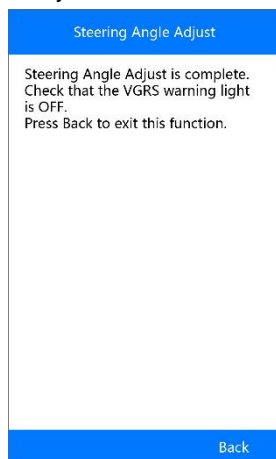 Steering Angle Adjust
Steering Angle Adjust is complete.
Check that the VGRS warning light
is OFF.
Press Back to exit this function.
Back